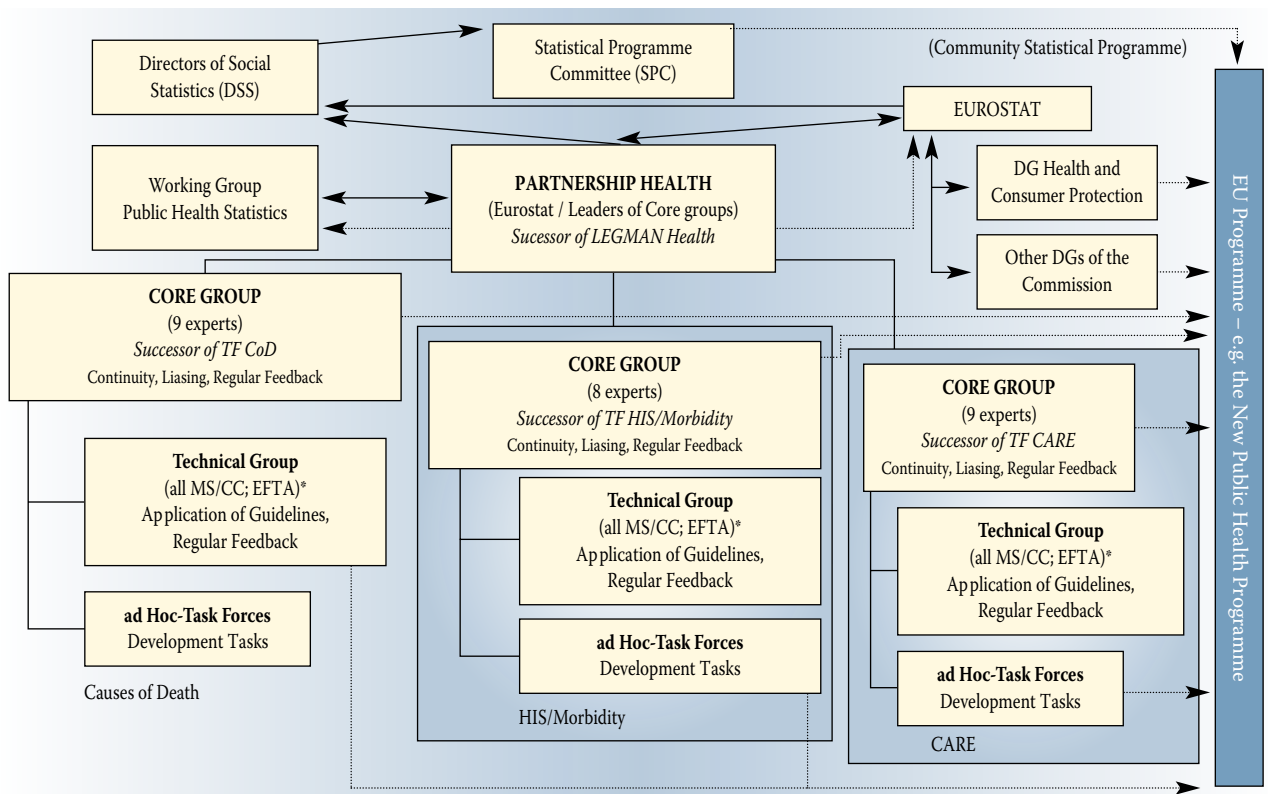 Directors of Social
Statistics (DSS)
Statistical Programme
Committee (SPC)
(Community Statistical Programme)
EUROSTAT
Working Group
Public Health Statistics
PARTNERSHIP HEALTH
(Eurostat / Leaders of Core groups)
Sucessor of LEGMAN Health
DG Health and
Consumer Protection
Other DGs of the
Commission
EU Programme – e.g. the New Public Health Programme
CORE GROUP
(9 experts)
Successor of TF CoD
Continuity, Liasing, Regular Feedback
Technical Group
(all MS/CC; EFTA)*
Application of Guidelines,
Regular Feedback
ad Hoc-Task Forces
Development Tasks
Causes of Death
CORE GROUP
(8 experts)
Successor of TF HIS/Morbidity
Continuity, Liasing, Regular Feedback
Technical Group
(all MS/CC; EFTA)*
Application of Guidelines,
Regular Feedback
ad Hoc-Task Forces
Development Tasks
HIS/Morbidity
CORE GROUP
(9 experts)
Successor of TF CARE
Continuity, Liasing, Regular Feedback
Technical Group
(all MS/CC; EFTA)*
Application of Guidelines,
Regular Feedback
ad Hoc-Task Forces
Development Tasks
CARE